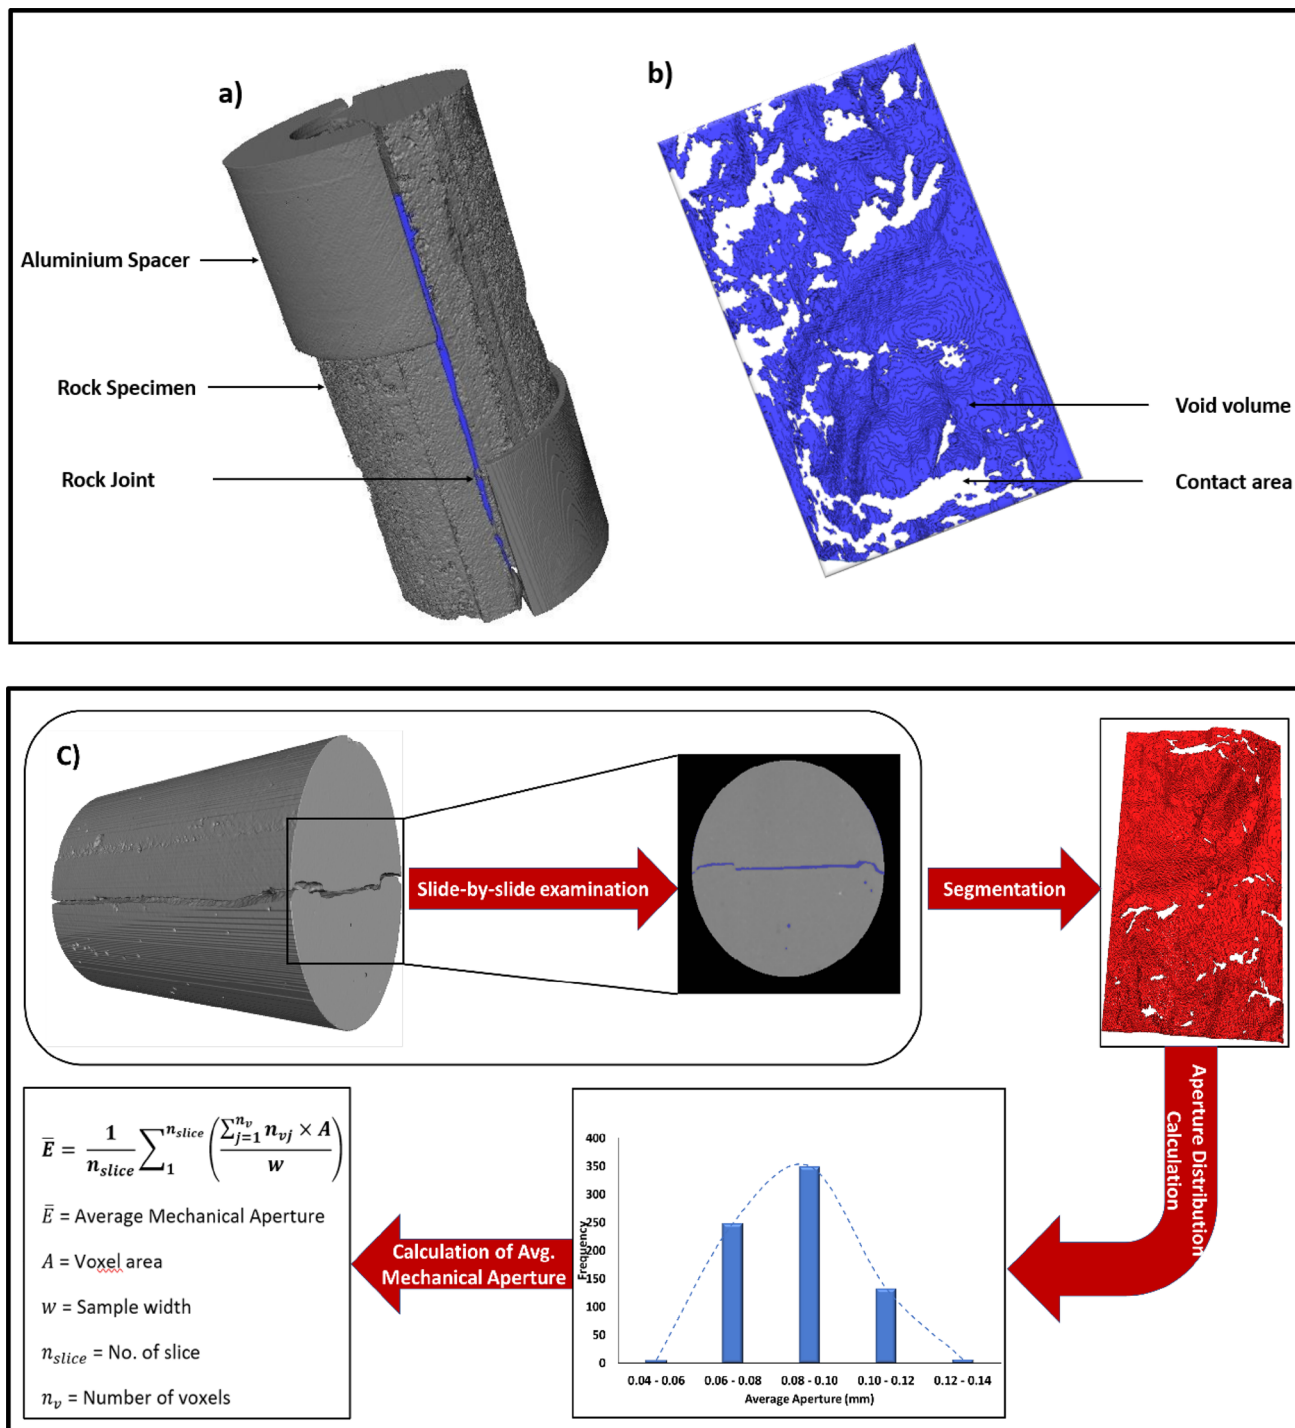 a)
b)
Aluminium Spacer
Rock Specimen
Rock Joint
Void volume
Contact area
C)
Slide-by-slide examination
Segmentation
Aperture Distribution
Calculation
400
350
300
250
200
150
100
50
0
Frequency
0.04 - 0.06
0.06 - 0.08
0.08 - 0.10
0.10 - 0.12
0.12 - 0.14
Average Aperture (mm)
Calculation of Avg.
Mechanical Aperture
Ē = 1/n_slice ∑_1^{n_slice} ( (∑_{j=1}^{n_v} n_vj × A) / w )
Ē = Average Mechanical Aperture
A = Voxel area
w = Sample width
n_slice = No. of slice
n_v = Number of voxels